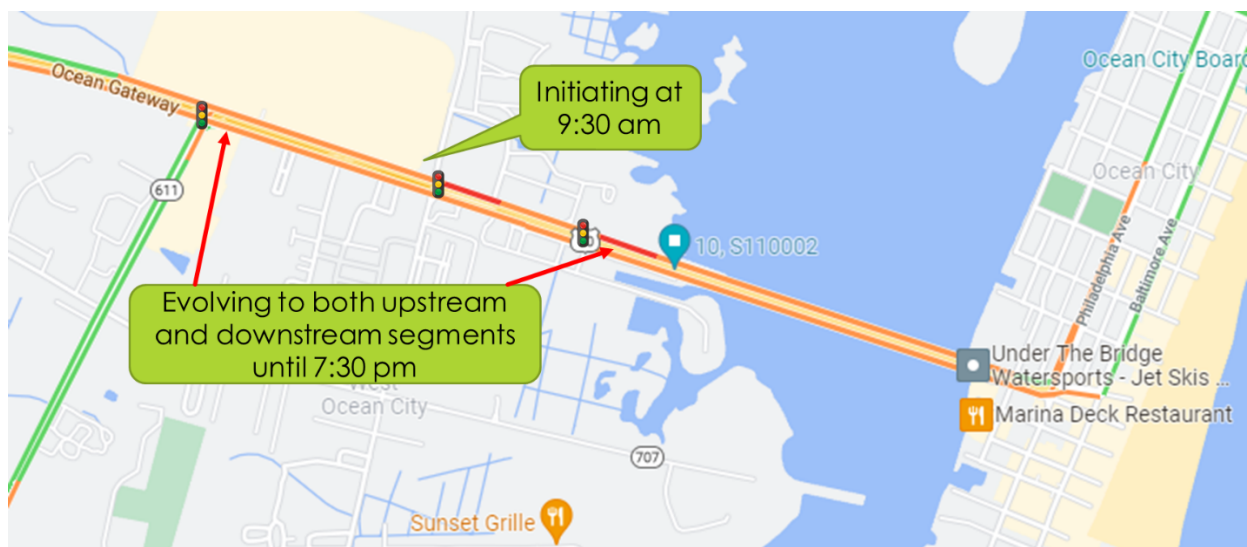 Ocean Gateway
Initiating at
9:30 am
Ocean City Board
611
Ocean City
10, S110002
Philadelphia Ave
Baltimore Ave
Evolving to both upstream
and downstream segments
until 7:30 pm
West
Ocean City
Under The Bridge
Watersports - Jet Skis ...
Marina Deck Restaurant
707
Sunset Grille